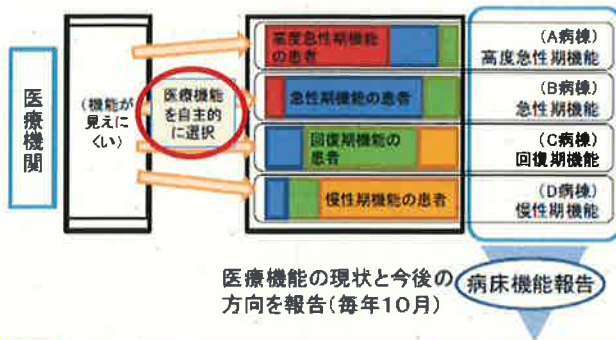 医療機関
(機能が
見えに
くい)
医療機能
を自主的
に選択
高度急性期機能
の患者
急性期機能の患者
回復期機能の
患者
慢性期機能の患者
(A病棟)
高度急性期機能
(B病棟)
急性期機能
(C病棟)
回復期機能
(D病棟)
慢性期機能
医療機能の現状と今後の
方向を報告(毎年10月)
病床機能報告